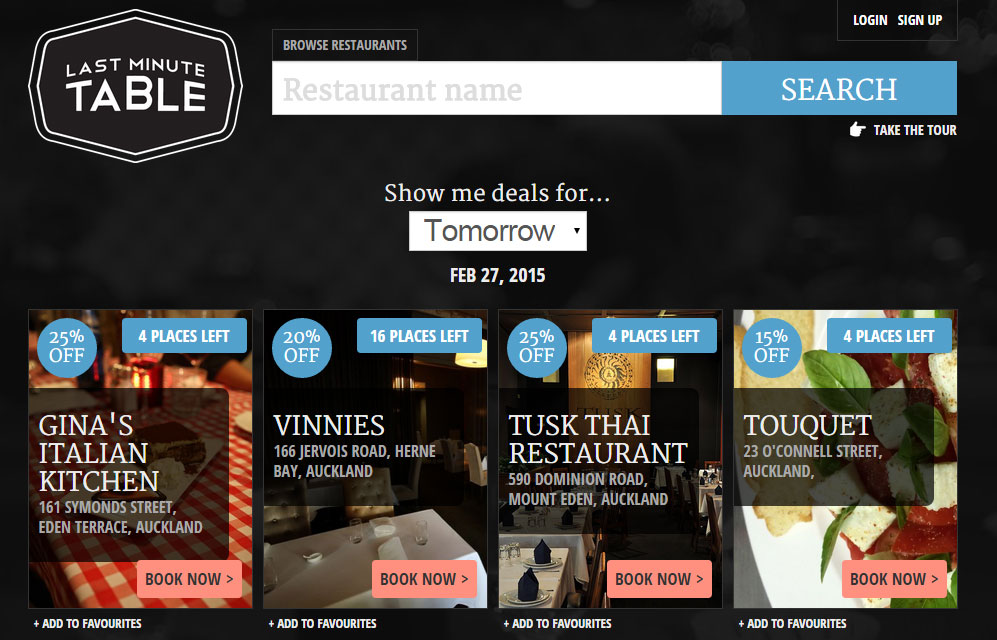 LAST MINUTE
TABLE
LOGIN SIGN UP
BROWSE RESTAURANTS
Restaurant name
SEARCH
TAKE THE TOUR
Show me deals for...
Tomorrow
FEB 27, 2015
25%
OFF
4 PLACES LEFT
GINA'S
ITALIAN
KITCHEN
161 SYMONDS STREET,
EDEN TERRACE, AUCKLAND
BOOK NOW >
+ ADD TO FAVOURITES
20%
OFF
16 PLACES LEFT
VINNIES
166 JERVOIS ROAD, HERNE
BAY, AUCKLAND
BOOK NOW >
+ ADD TO FAVOURITES
25%
OFF
4 PLACES LEFT
TUSK
TUSK THAI
RESTAURANT
590 DOMINION ROAD,
MOUNT EDEN, AUCKLAND
BOOK NOW >
+ ADD TO FAVOURITES
15%
OFF
4 PLACES LEFT
TOUQUET
23 O'CONNELL STREET,
AUCKLAND,
BOOK NOW >
+ ADD TO FAVOURITES